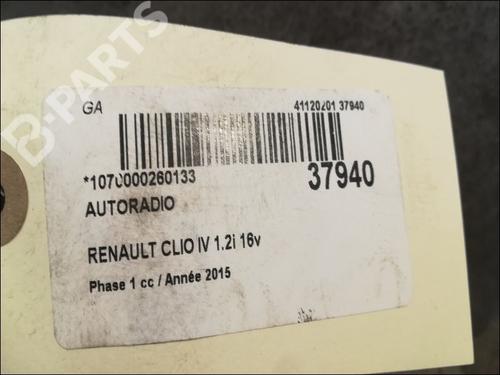 B-PARTS
GA 41120201 37940
*1070000260133 37940
AUTORADIO
RENAULT CLIO IV 1.2i 16v
Phase 1 cc / Année 2015